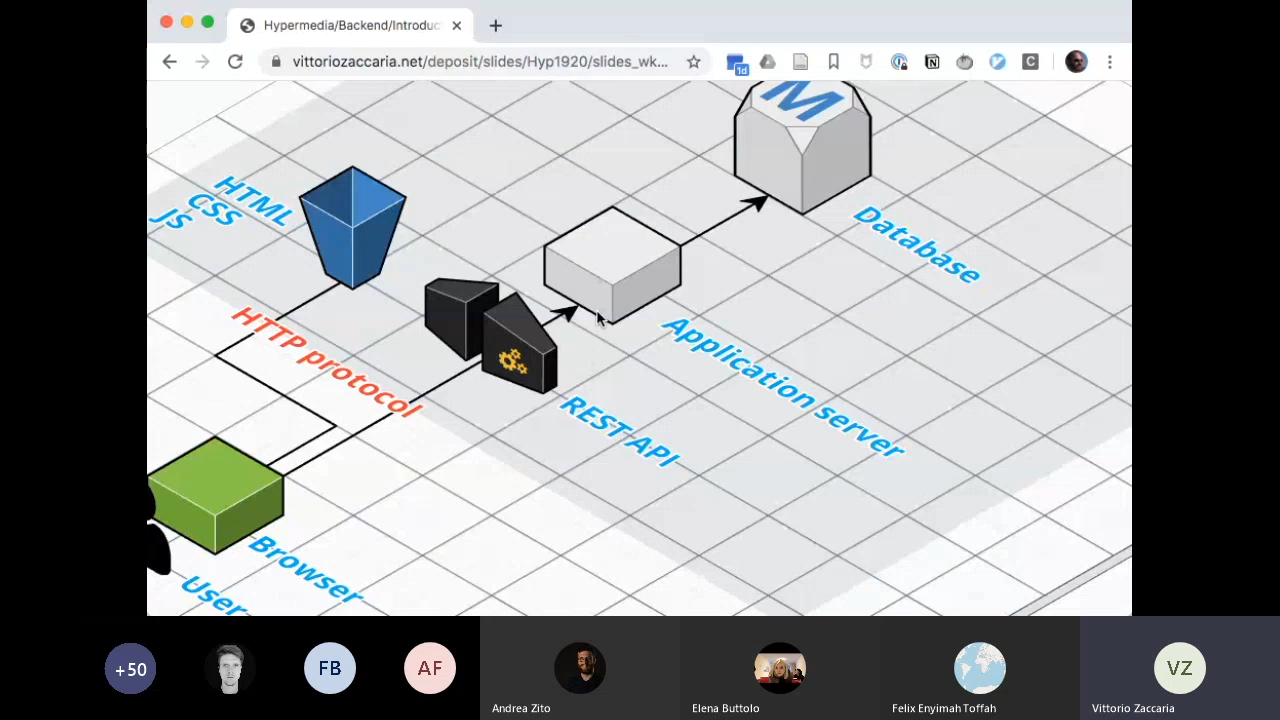 Hypermedia/Backend/Introduc
vittoriozaccaria.net/deposit/slides/Hyp1920/slides_wk...
1d
N
C
M
HTML
CSS
JS
Database
HTTP protocol
Application server
REST API
Browser
User
+50
FB
AF
VZ
Andrea Zito
Elena Buttolo
Felix Enyimah Toffah
Vittorio Zaccaria